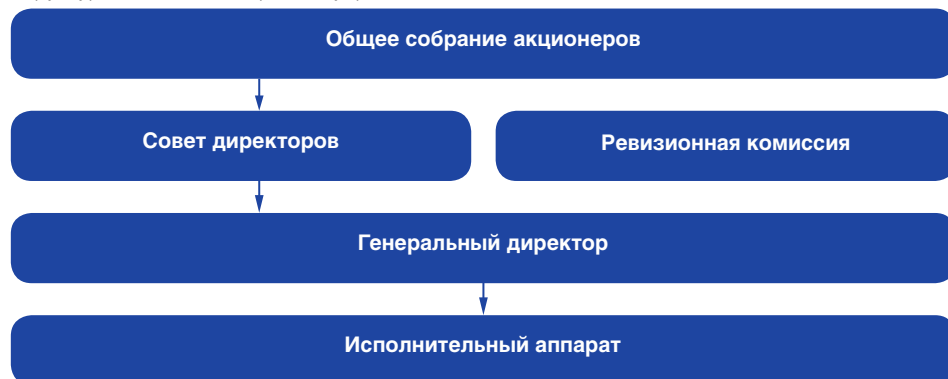 Общее собрание акционеров
Совет директоров
Ревизионная комиссия
Генеральный директор
Исполнительный аппарат